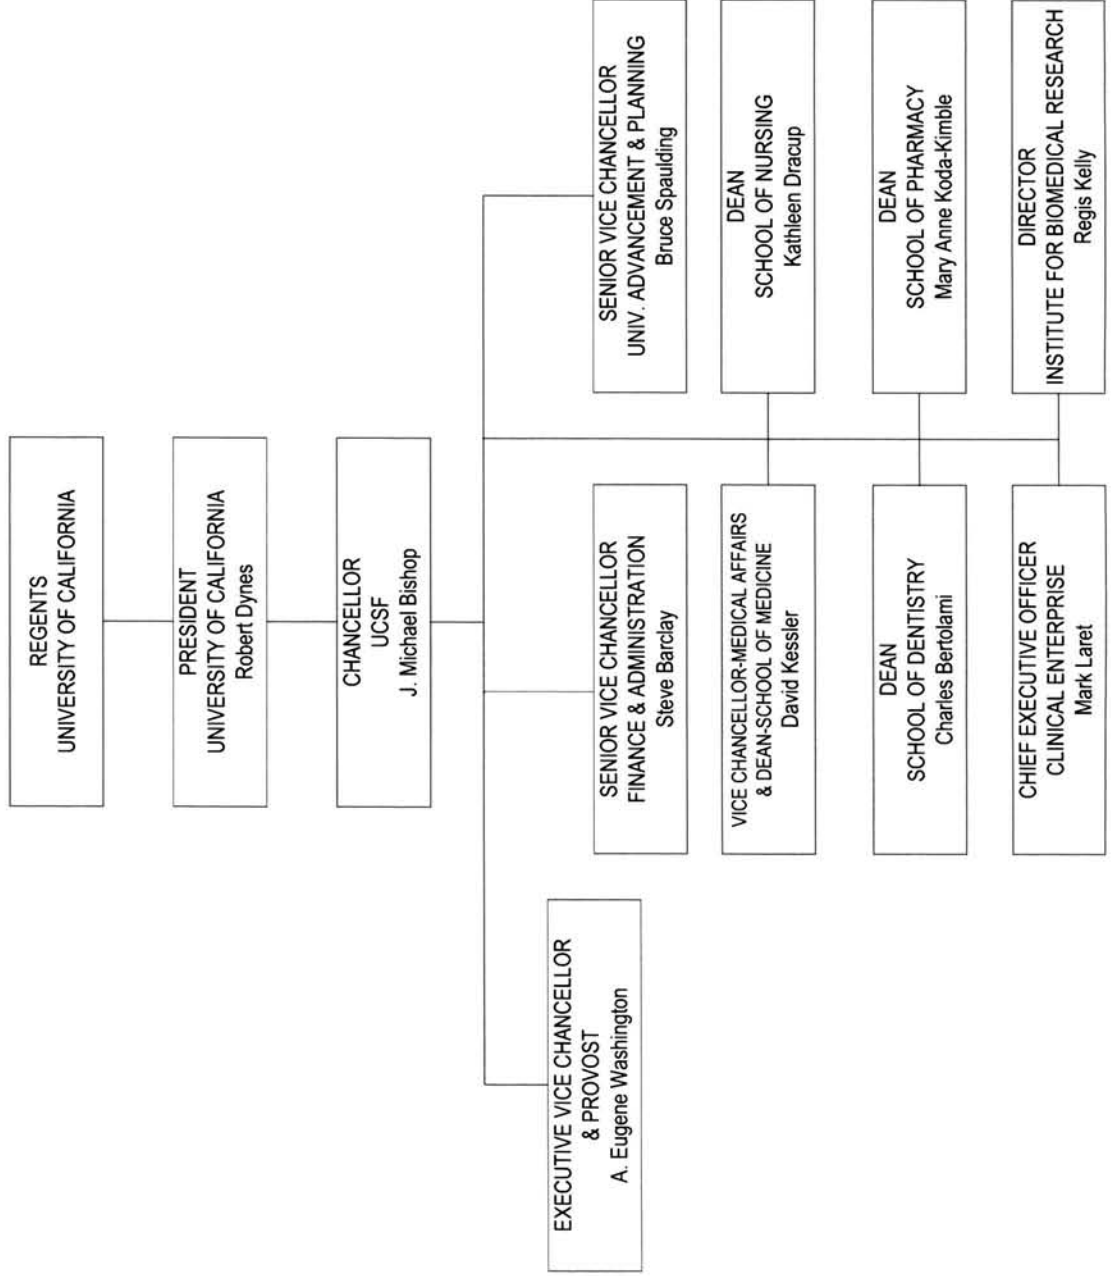 REGENTS
UNIVERSITY OF CALIFORNIA
PRESIDENT
UNIVERSITY OF CALIFORNIA
Robert Dynes
CHANCELLOR
UCSF
J. Michael Bishop
EXECUTIVE VICE CHANCELLOR
& PROVOST
A. Eugene Washington
SENIOR VICE CHANCELLOR
FINANCE & ADMINISTRATION
Steve Barclay
SENIOR VICE CHANCELLOR
UNIV. ADVANCEMENT & PLANNING
Bruce Spaulding
VICE CHANCELLOR-MEDICAL AFFAIRS
& DEAN-SCHOOL OF MEDICINE
David Kessler
DEAN
SCHOOL OF NURSING
Kathleen Dracup
DEAN
SCHOOL OF DENTISTRY
Charles Bertolami
DEAN
SCHOOL OF PHARMACY
Mary Anne Koda-Kimble
CHIEF EXECUTIVE OFFICER
CLINICAL ENTERPRISE
Mark Laret
DIRECTOR
INSTITUTE FOR BIOMEDICAL RESEARCH
Regis Kelly